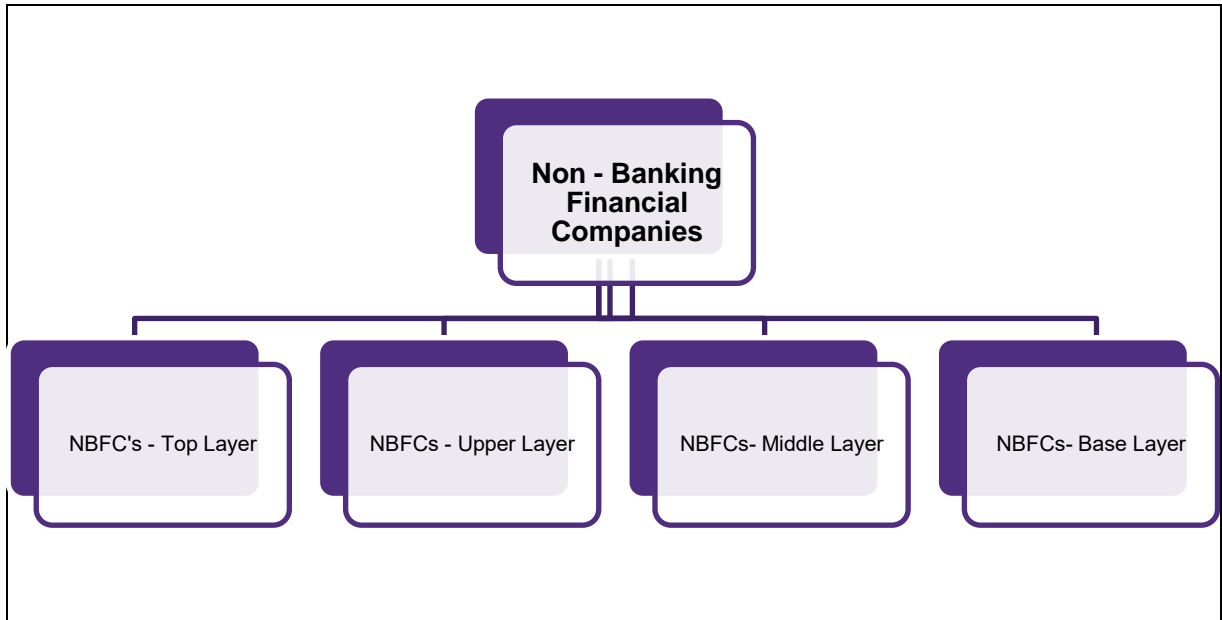 Non - Banking
Financial
Companies
NBFC's - Top Layer
NBFCs - Upper Layer
NBFCs- Middle Layer
NBFCs- Base Layer